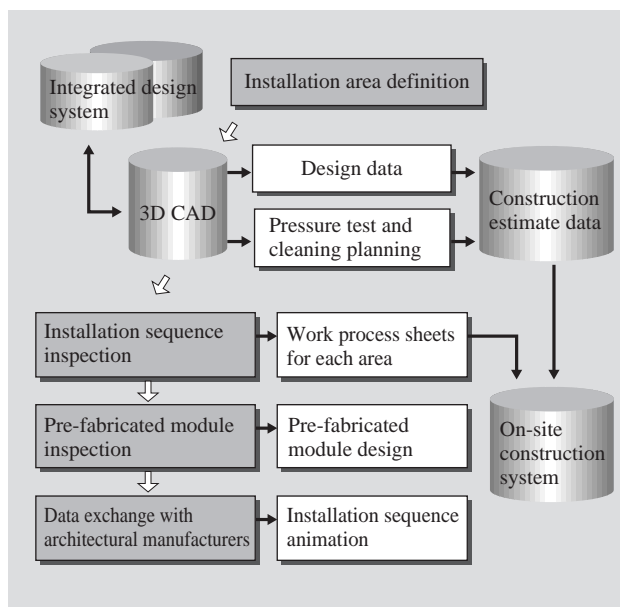 Integrated design
system
Installation area definition
3D CAD
Design data
Pressure test and
cleaning planning
Construction
estimate data
Installation sequence
inspection
Work process sheets
for each area
Pre-fabricated module
inspection
Pre-fabricated
module design
On-site
construction
system
Data exchange with
architectural manufacturers
Installation sequence
animation